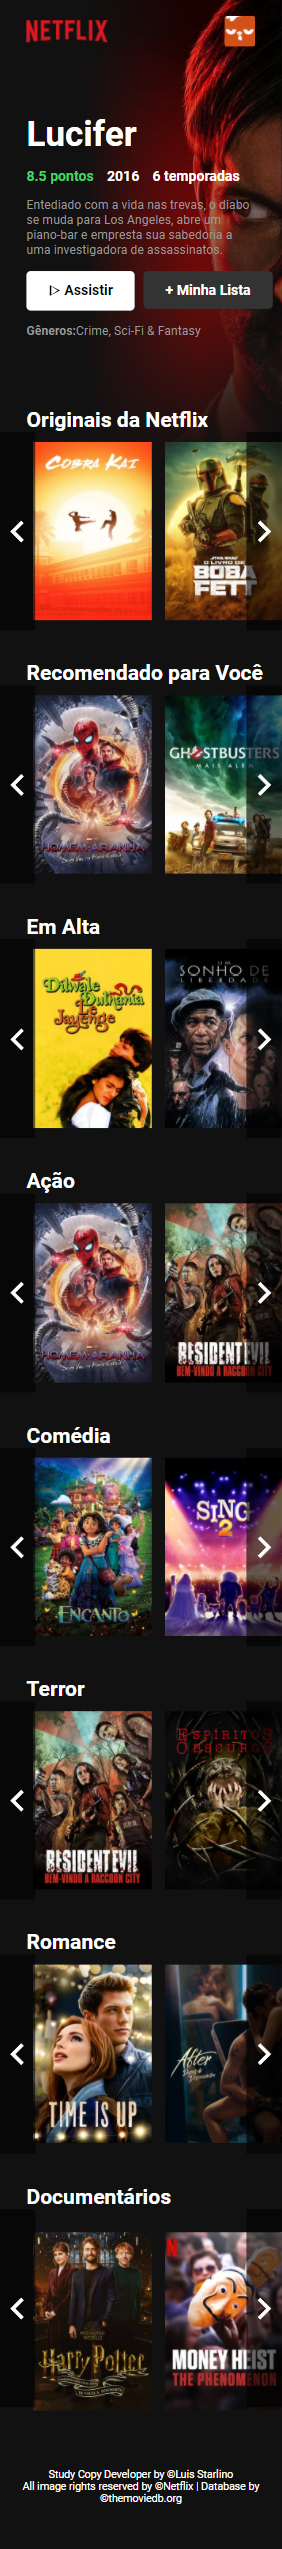 NETFLIX
Lucifer
8.5 pontos 2016 6 temporadas
Entediado com a vida nas trevas, o diabo
se muda para Los Angeles, abre um
piano-bar e empresta sua sabedoria a
uma investigadora de assassinatos.
Assistir + Minha Lista
Gêneros:Crime, Sci-Fi & Fantasy
Originais da Netflix
COBRA KAI
STAR WARS
O LIVRO DE
BOBA
FETT
Recomendado para Você
HOMEM-ARANHA
SEM VOLTA PARA CASA
GHOSTBUSTERS
MAIS ALÉM
Em Alta
Dilwale
Dulhania
Le
Jayenge
UM
SONHO DE
LIBERDADE
Ação
HOMEM-ARANHA
SEM VOLTA PARA CASA
RESIDENT EVIL
BEM-VINDO A RACCOON CITY
Comédia
ENCANTO
SING
2
Terror
RESIDENT EVIL
BEM-VINDO A RACCOON CITY
ESPÍRITOS
OBSCUROS
Romance
TIME IS UP
After
Documentários
WIZARDING
WORLD
Harry Potter
N
MONEY HEIST
THE PHENOMENON
Study Copy Developer by ©Luis Starlino
All image rights reserved by ©Netflix | Database by
©themoviedb.org